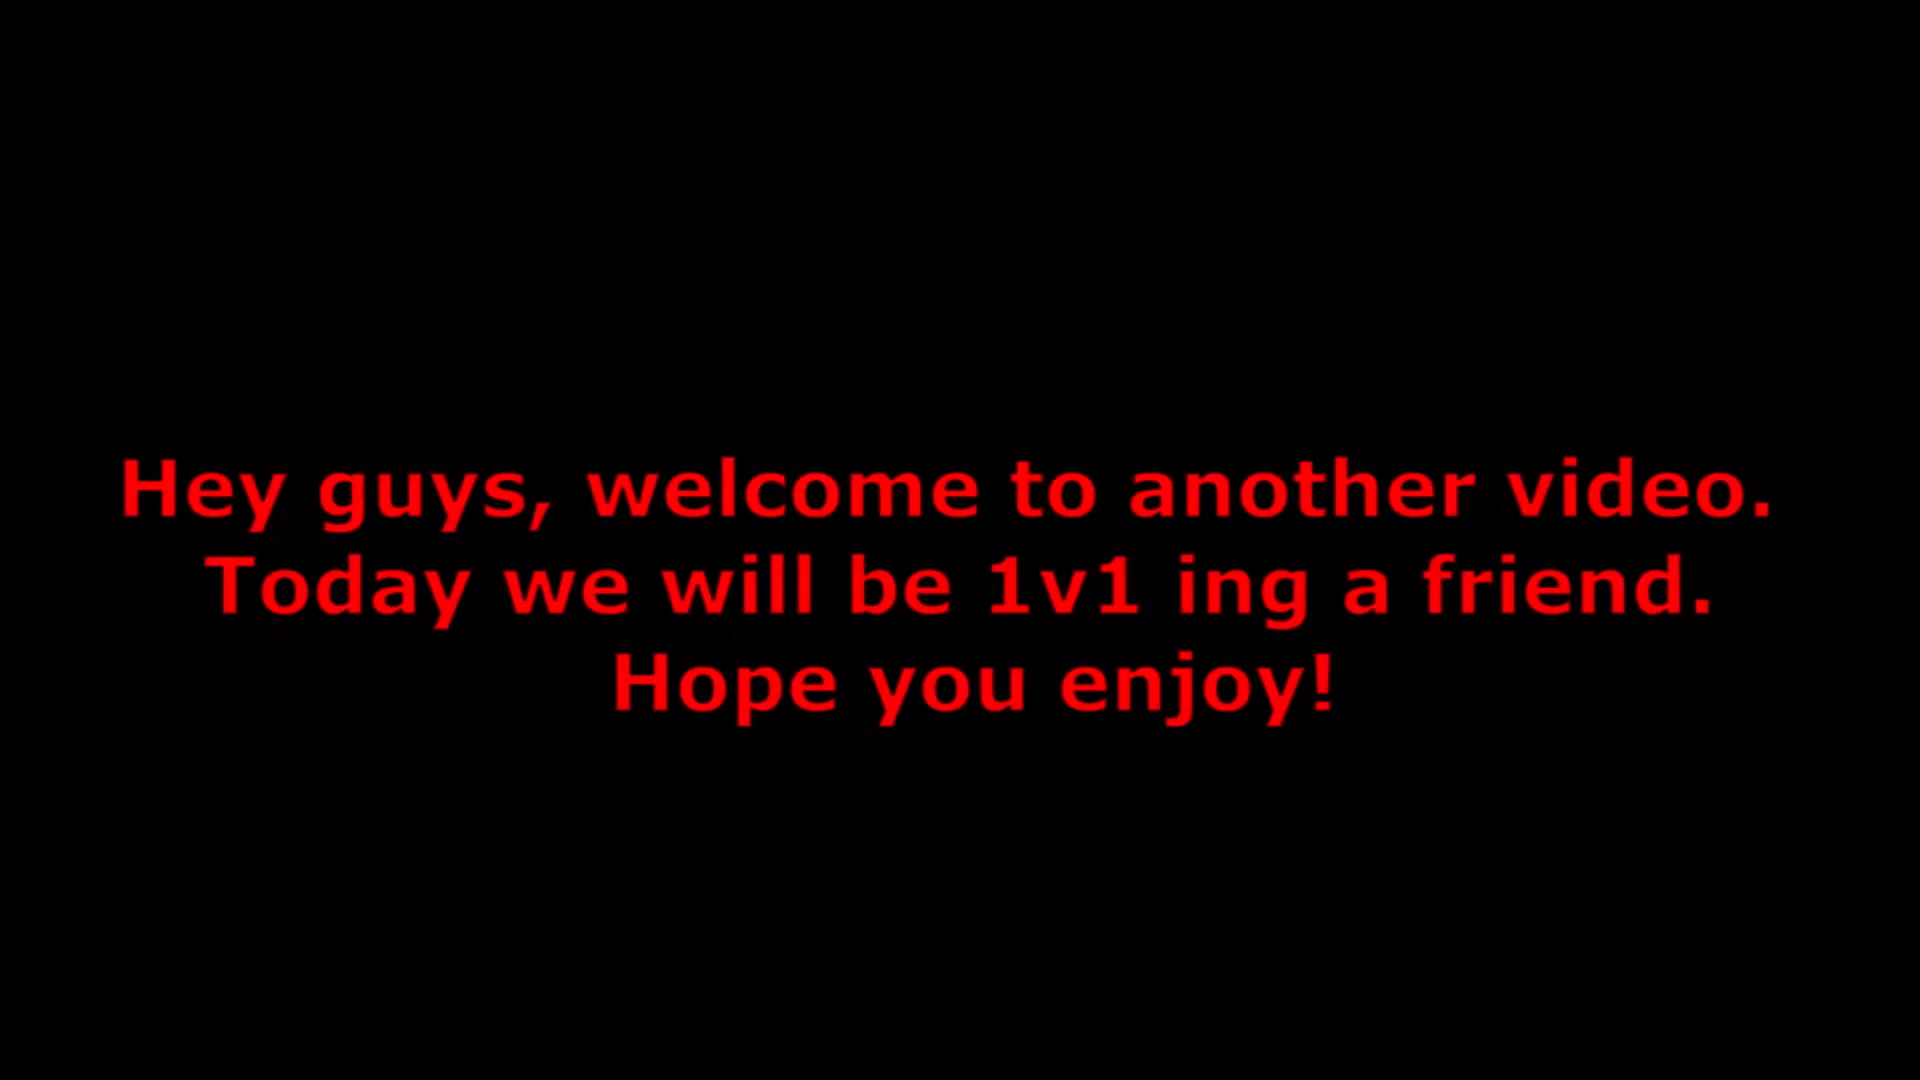 Hey guys, welcome to another video.
Today we will be 1v1 ing a friend.
Hope you enjoy!